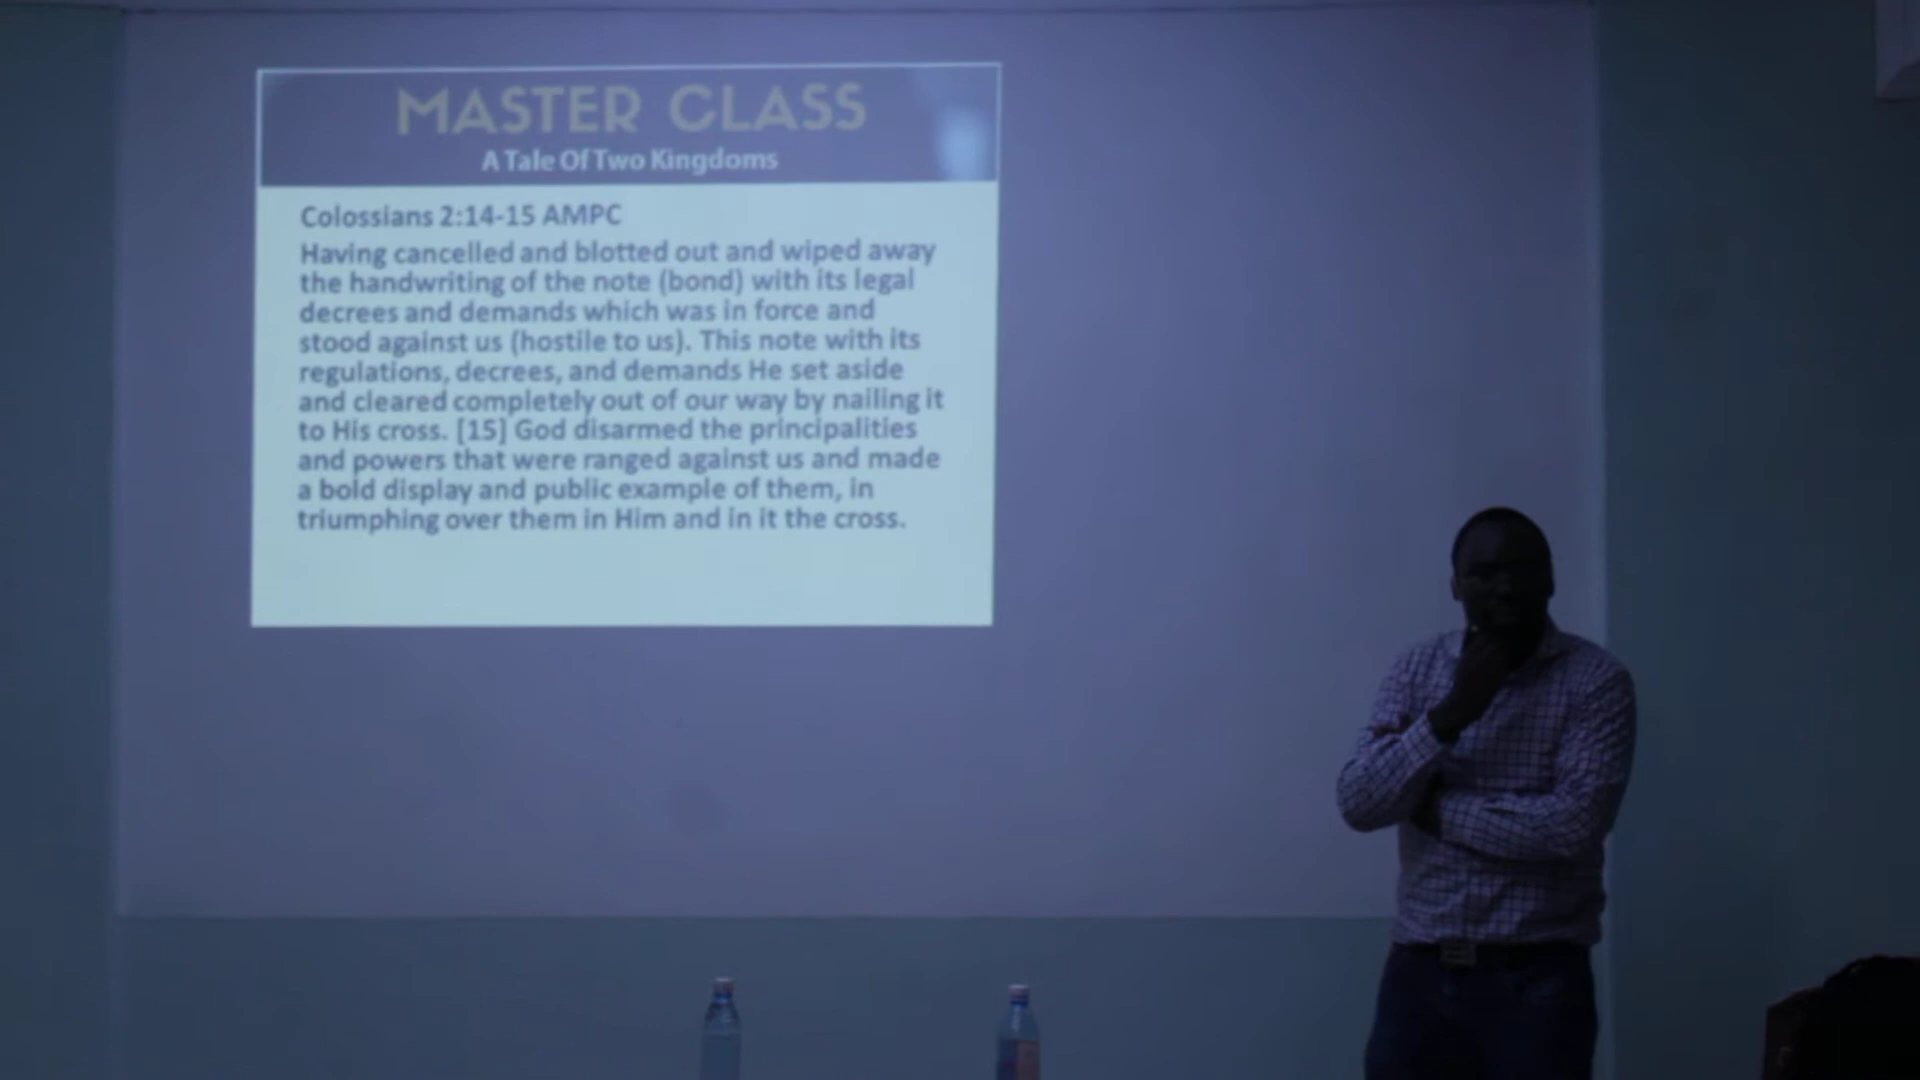 MASTER CLASS
A Tale Of Two Kingdoms
Colossians 2:14-15 AMPC
Having cancelled and blotted out and wiped away
the handwriting of the note (bond) with its legal
decrees and demands which was in force and
stood against us (hostile to us). This note with its
regulations, decrees, and demands He set aside
and cleared completely out of our way by nailing it
to His cross. [15] God disarmed the principalities
and powers that were ranged against us and made
a bold display and public example of them, in
triumphing over them in Him and in it the cross.